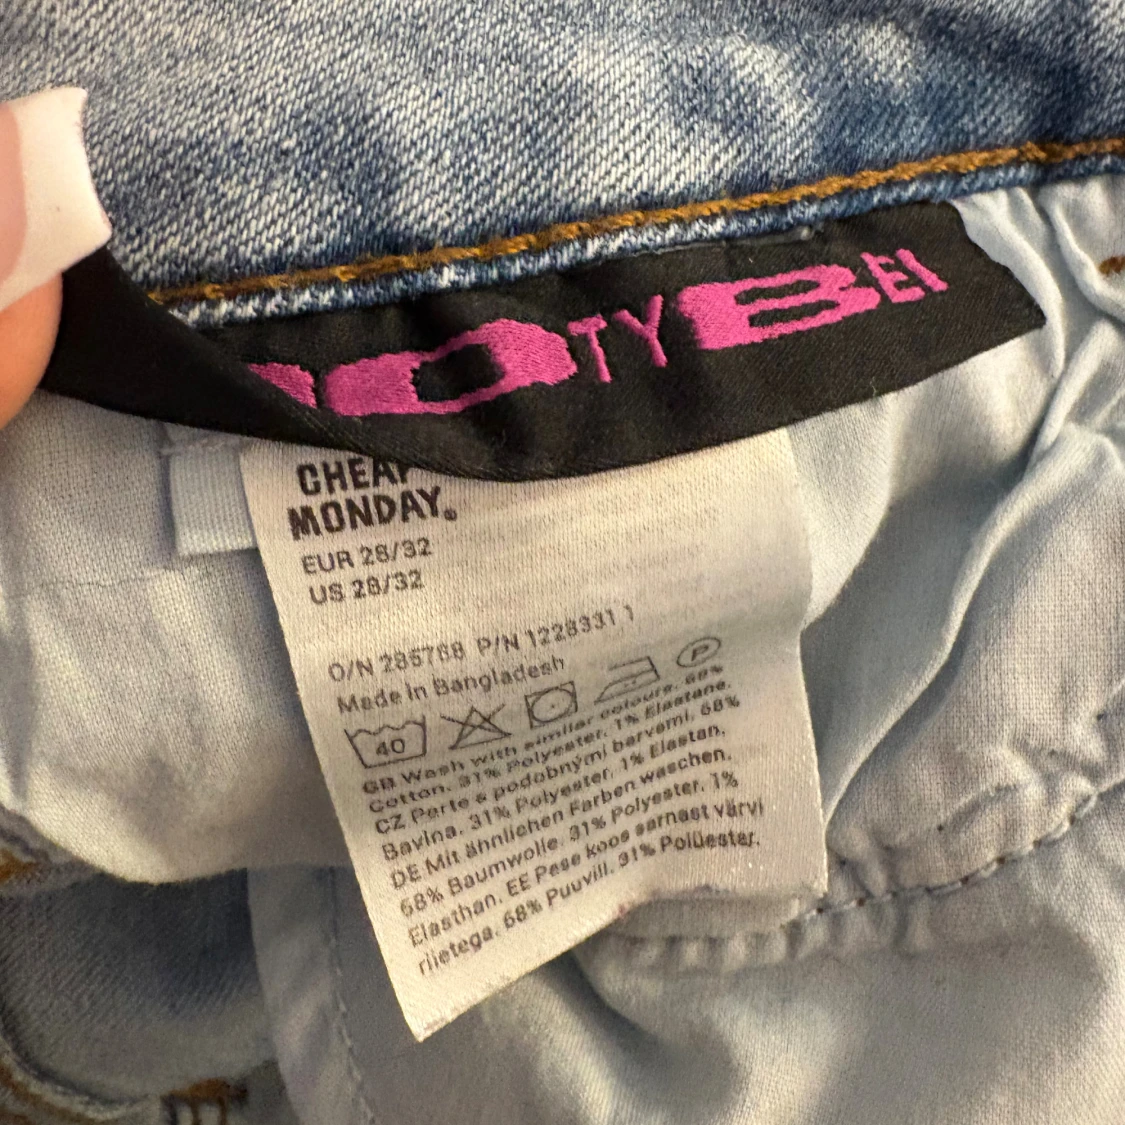 OTY BEI
CHEAP
MONDAY®
EUR 28/32
US 28/32
O/N 285768 P/N 1228331 1
Made in Bangladesh
40
P
GB Wash with similar colours. 68%
Cotton. 31% Polyester, 1% Elastane.
CZ Perte s podobnými barvami. 68%
Bavlna. 31% Polyester, 1% Elastan.
DE Mit ähnlichen Farben waschen.
68% Baumwolle. 31% Polyester. 1%
Elasthan. EE Pese koos sarnast värvi
riietega. 68% Puuvill. 31% Polüester.